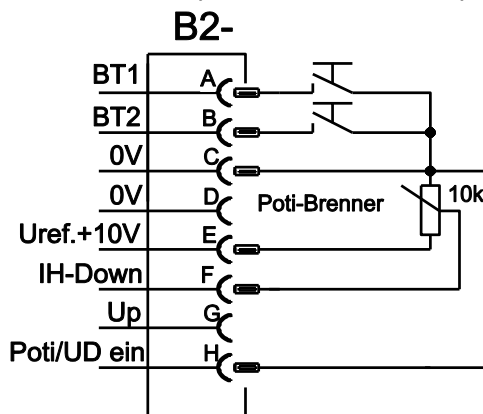 B2-
BT1 A
BT2 B
0V C
0V D
Poti-Brenner 10k
Uref.+10V E
IH-Down F
Up G
Poti/UD ein H